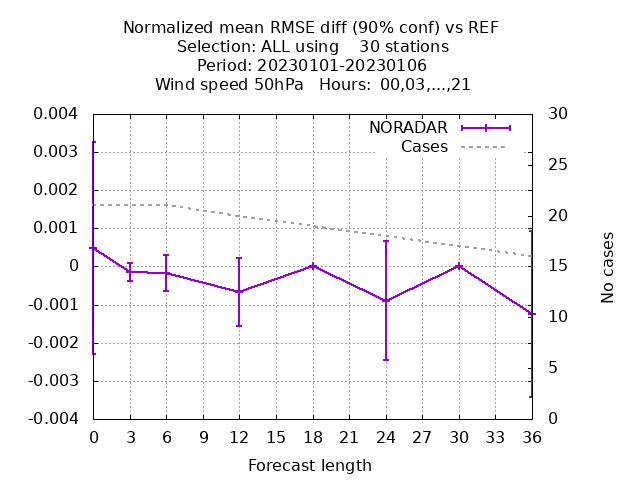 Normalized mean RMSE diff (90% conf) vs REF
Selection: ALL using 30 stations
Period: 20230101-20230106
Wind speed 50hPa Hours: 00,03,...,21
0.004
0.003
0.002
0.001
0
-0.001
-0.002
-0.003
-0.004
NORADAR
Cases
30
25
20
15
10
5
0
No cases
0 3 6 9 12 15 18 21 24 27 30 33 36
Forecast length